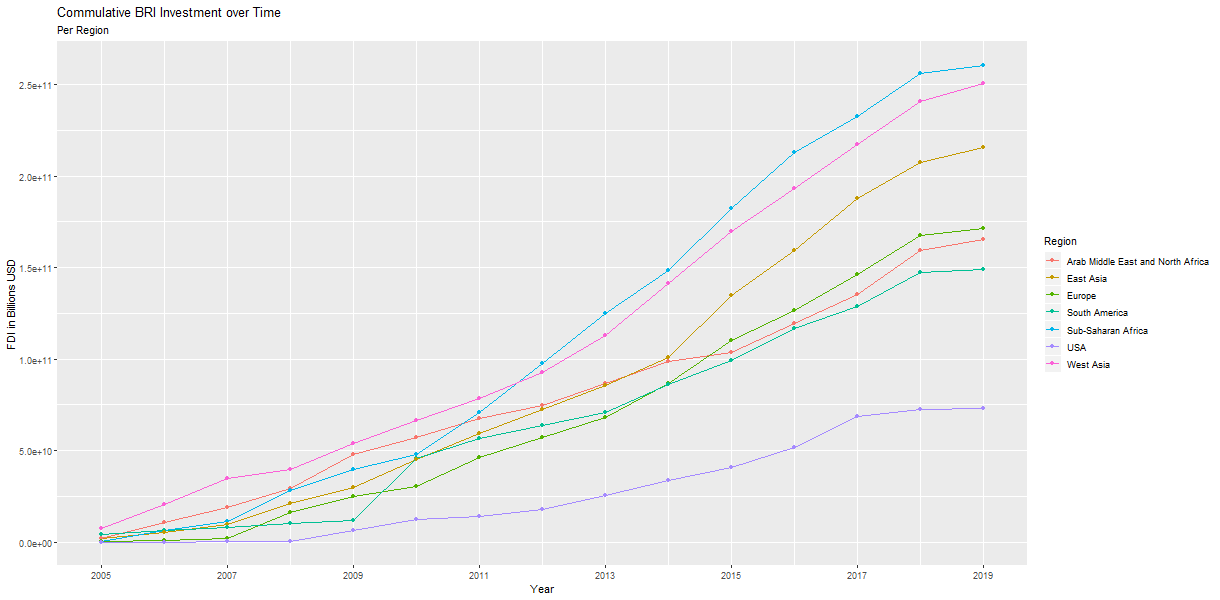 Commulative BRI Investment over Time
Per Region
FDI in Billions USD
2.5e+11
2.0e+11
1.5e+11
1.0e+11
5.0e+10
0.0e+00
2005 2007 2009 2011 2013 2015 2017 2019
Year
Region
Arab Middle East and North Africa
East Asia
Europe
South America
Sub-Saharan Africa
USA
West Asia